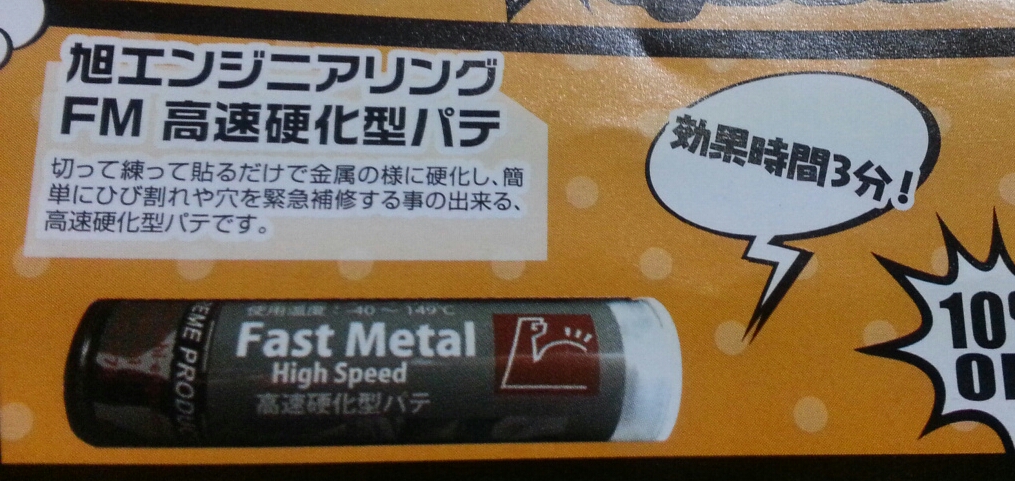 旭エンジニアリング
FM 高速硬化型パテ
切って練って貼るだけで金属の様に硬化し、簡
単にひび割れや穴を緊急補修する事の出来る、
高速硬化型パテです。
効果時間3分!
使用温度:-40～149℃
Fast Metal
High Speed
高速硬化型パテ
EME PRODUC
10%